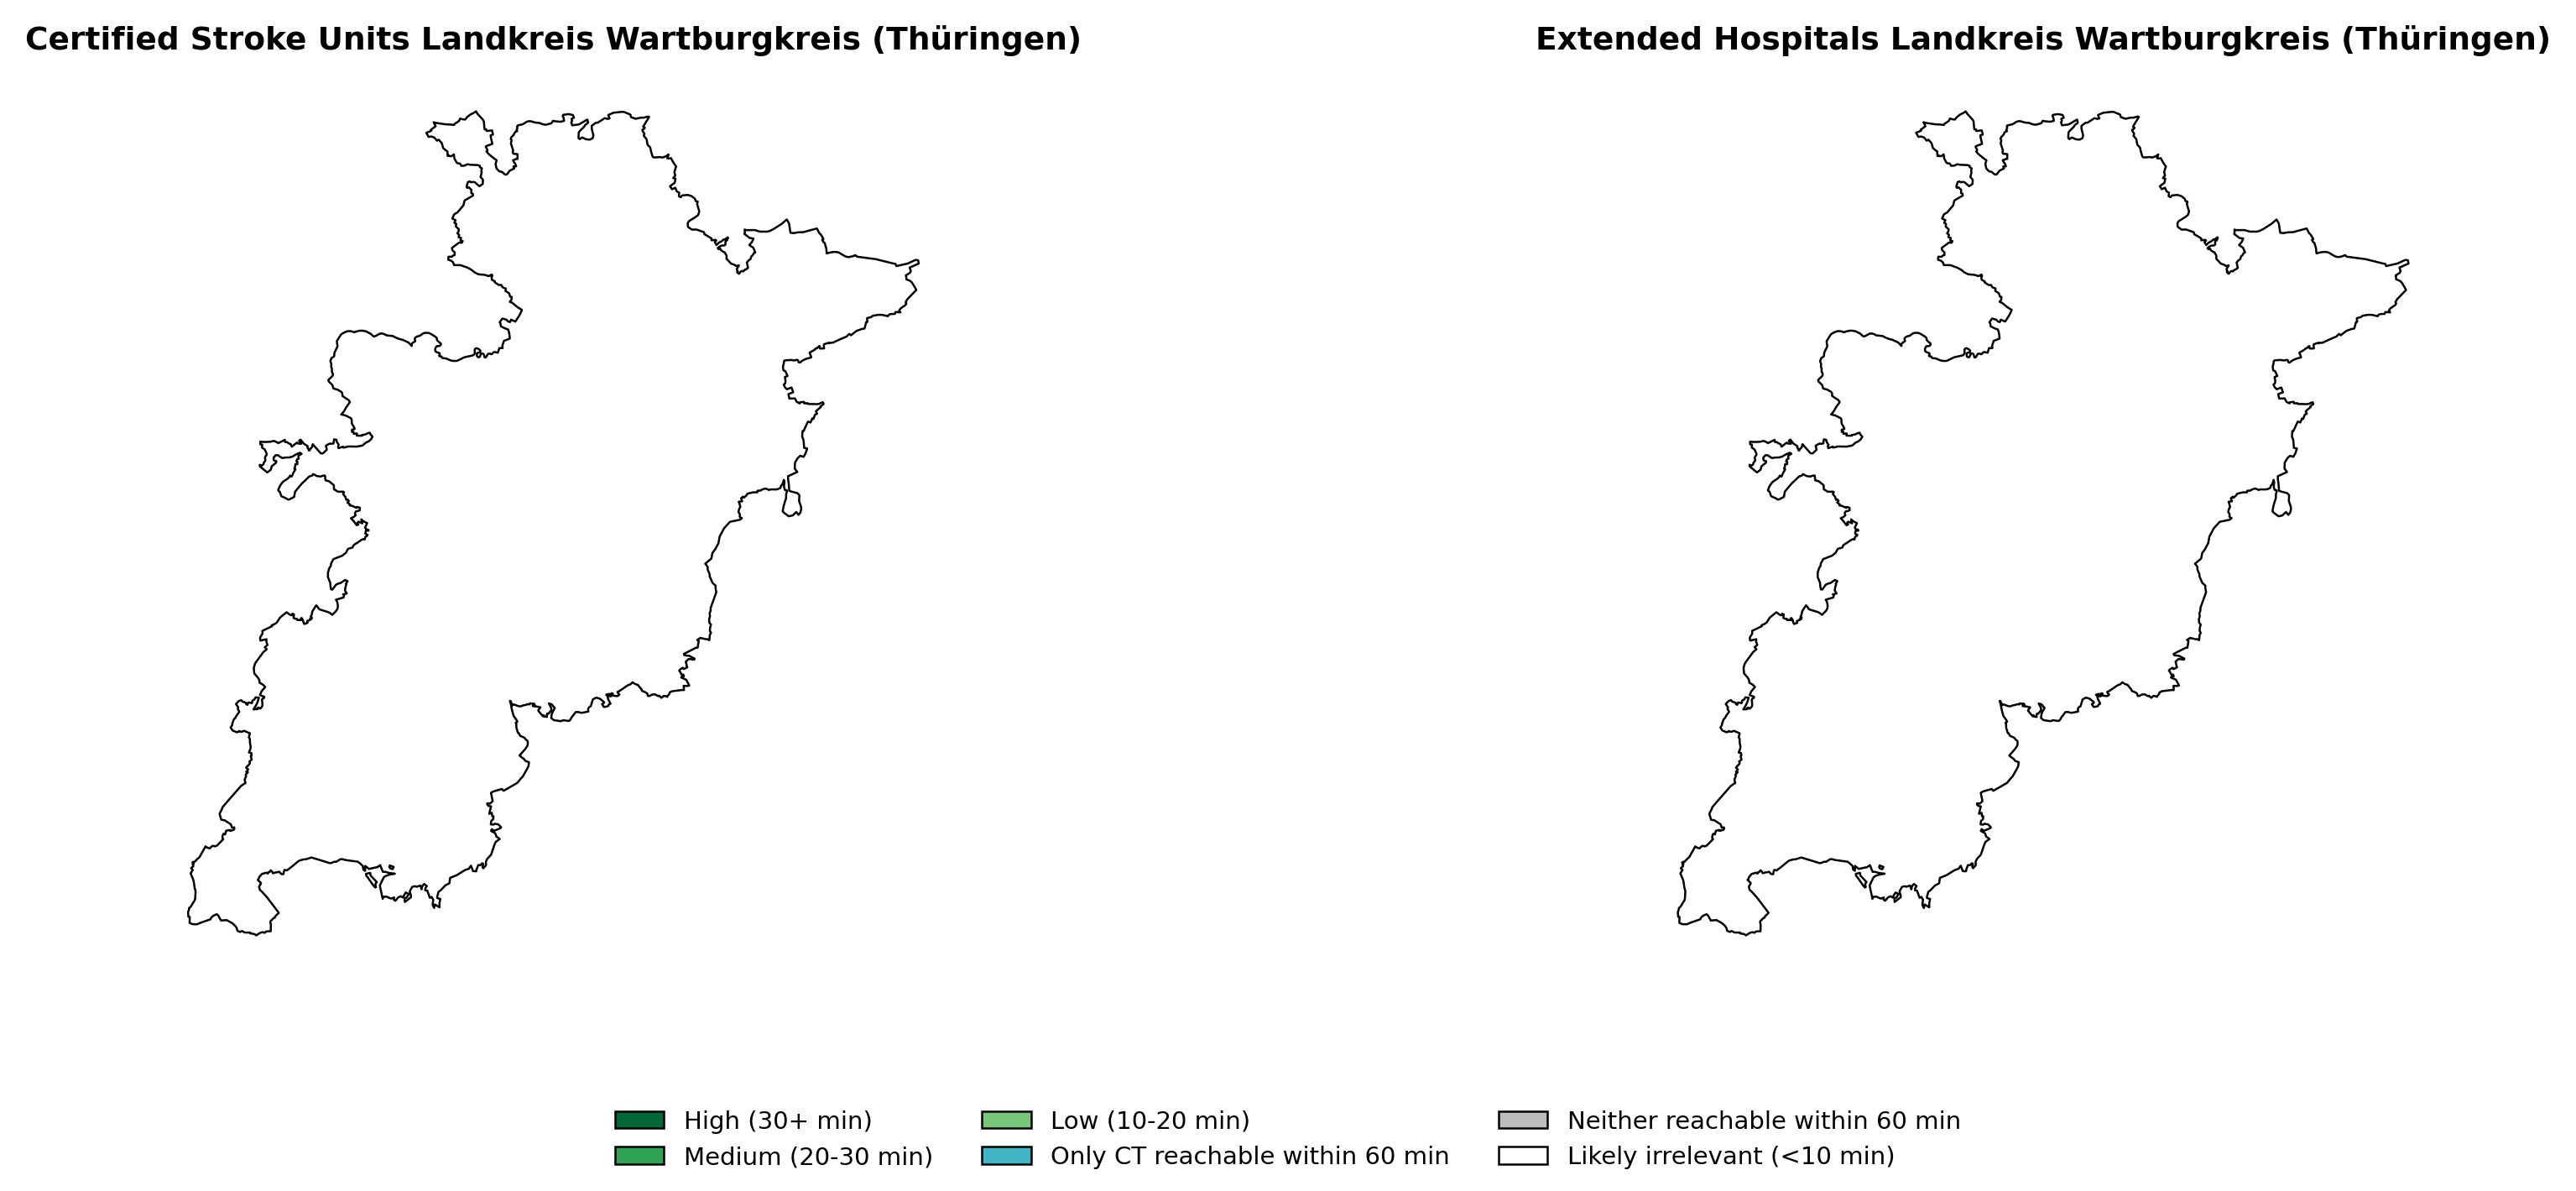 Certified Stroke Units Landkreis Wartburgkreis (Thüringen)
Extended Hospitals Landkreis Wartburgkreis (Thüringen)
High (30+ min)
Medium (20-30 min)
Low (10-20 min)
Only CT reachable within 60 min
Neither reachable within 60 min
Likely irrelevant (<10 min)